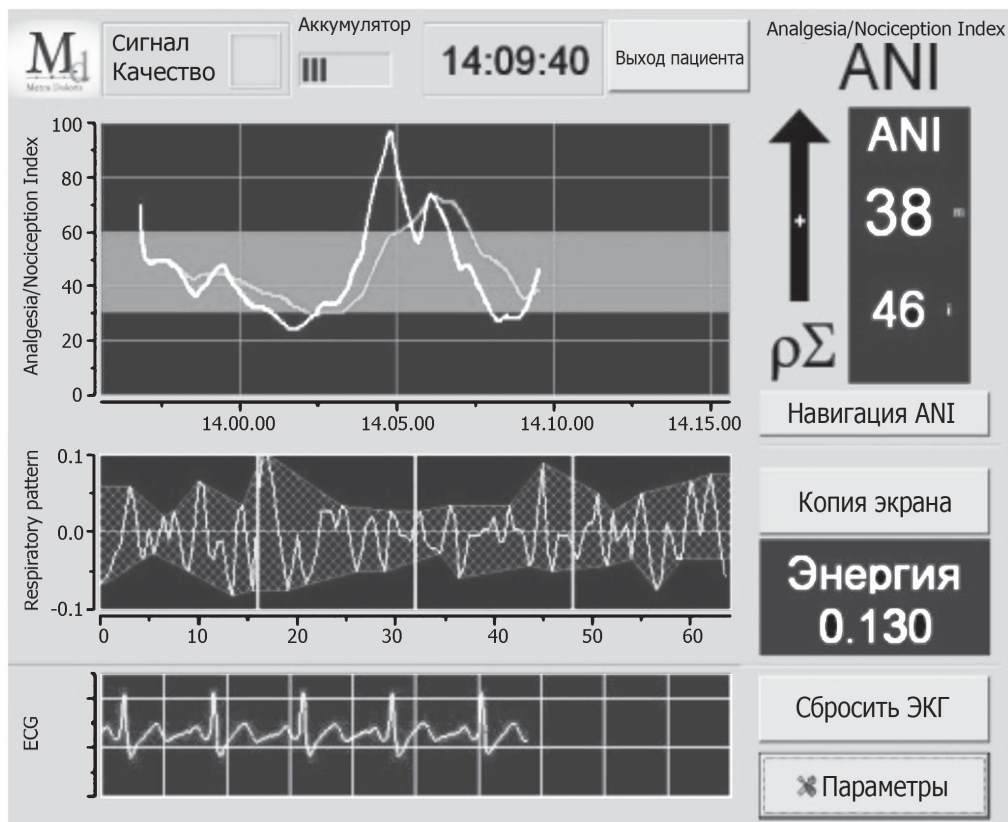 Md
Metro Doloris
Сигнал
Качество
Аккумулятор
14:09:40
Выход пациента
Analgesia/Nociception Index
ANI
Analgesia/Nociception Index
100
80
60
40
20
0
14.00.00
14.05.00
14.10.00
14.15.00
ρΣ
ANI
38 m
46 i
Навигация ANI
Respiratory pattern
0.1
0.0
-0.1
0
10
20
30
40
50
60
Копия экрана
Энергия
0.130
ECG
Сбросить ЭКГ
Параметры